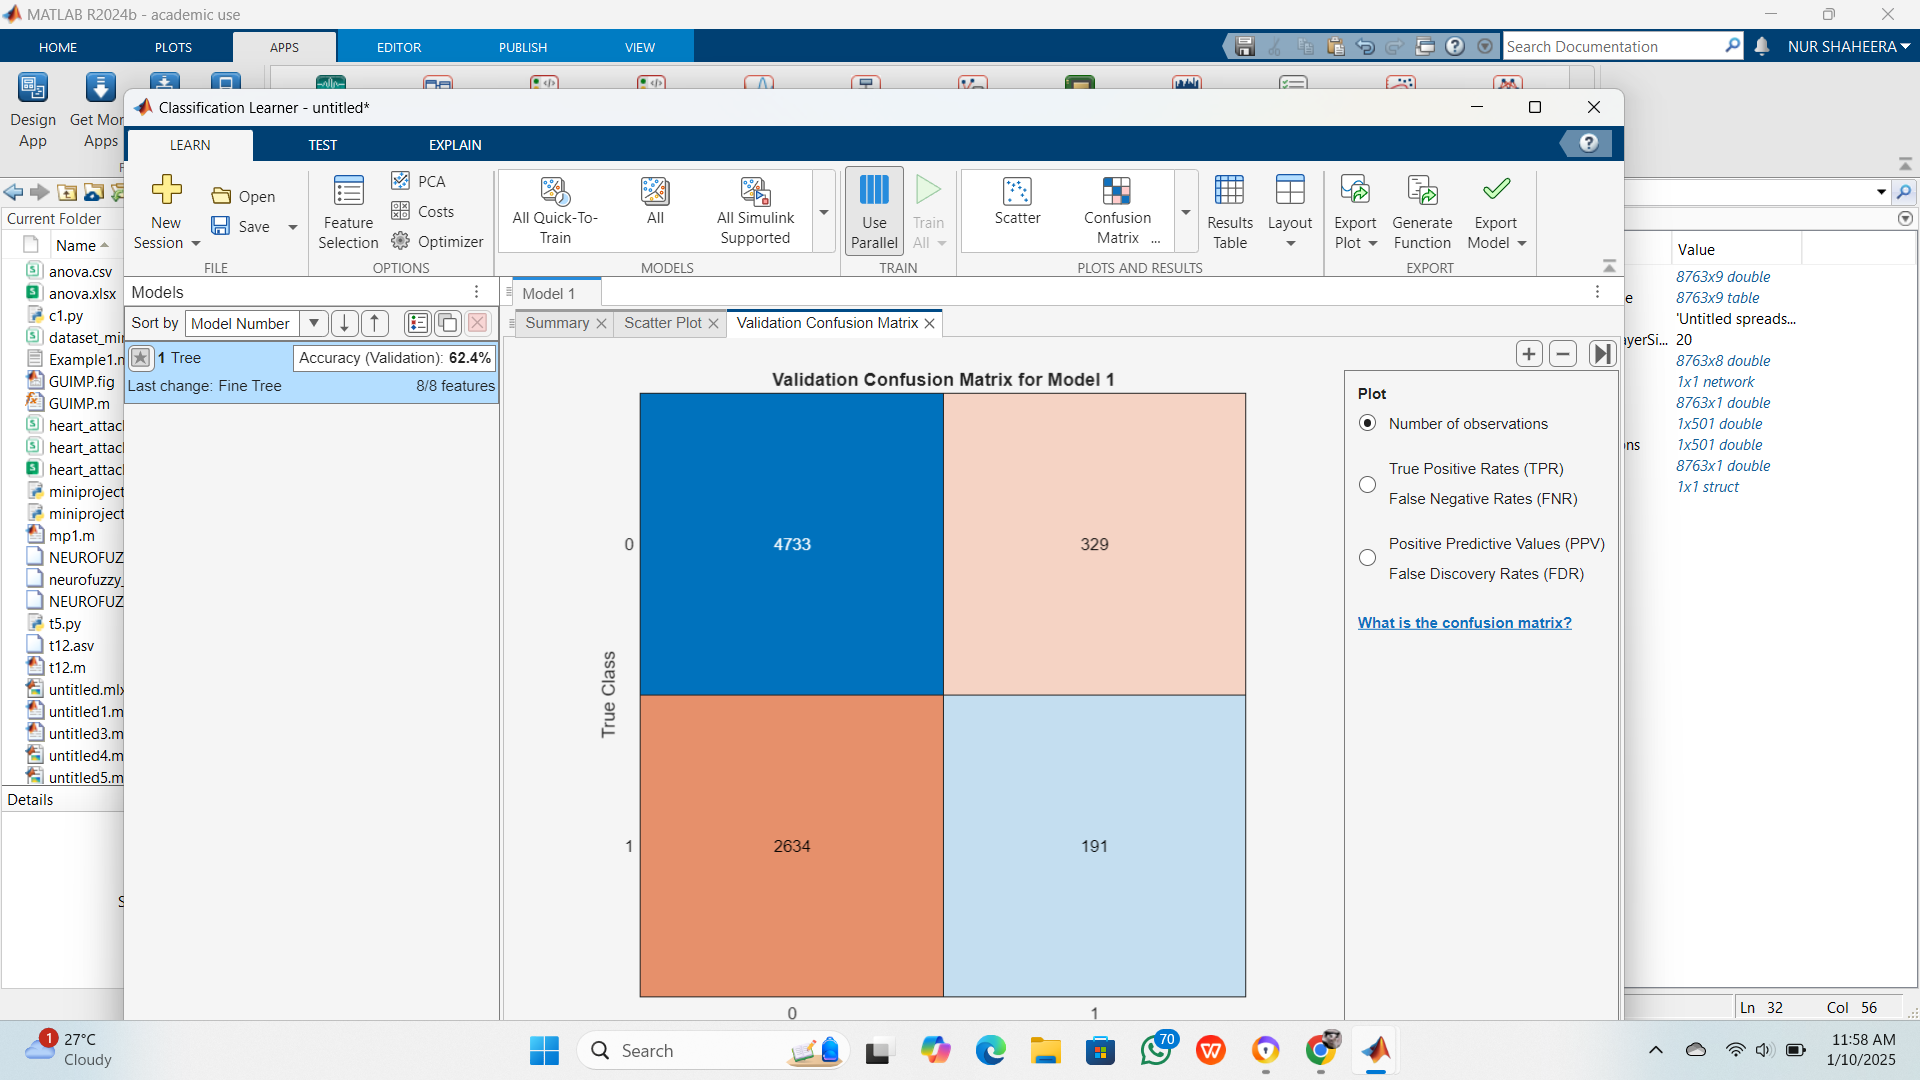 MATLAB R2024b - academic use
HOME PLOTS APPS EDITOR PUBLISH VIEW
Search Documentation
NUR SHAHEERA
Design App
Get Mor
Apps
Classification Learner - untitled*
LEARN TEST EXPLAIN
New Session
Open
Save
FILE
Feature Selection
PCA
Costs
Optimizer
OPTIONS
All Quick-To-Train
All
All Simulink Supported
MODELS
Use Parallel
Train All
TRAIN
Scatter
Confusion Matrix ...
Results Table
Layout
PLOTS AND RESULTS
Export Plot
Generate Function
Export Model
EXPORT
Current Folder
Name
anova.csv
anova.xlsx
c1.py
dataset_mi
Example1.m
GUIMP.fig
GUIMP.m
heart_attac
heart_attac
heart_attac
miniproject
miniproject
mp1.m
NEUROFUZ
neurofuzzy_
NEUROFUZ
t5.py
t12.asv
t12.m
untitled.mlx
untitled1.m
untitled3.m
untitled4.m
untitled5.m
Details
S
Models
Sort by Model Number
1 Tree
Accuracy (Validation): 62.4%
Last change: Fine Tree
8/8 features
Model 1
Summary
Scatter Plot
Validation Confusion Matrix
Validation Confusion Matrix for Model 1
0
4733
329
True Class
1
2634
191
0
1
Plot
Number of observations
True Positive Rates (TPR)
False Negative Rates (FNR)
Positive Predictive Values (PPV)
False Discovery Rates (FDR)
What is the confusion matrix?
Value
8763x9 double
e 8763x9 table
'Untitled spreads...
ayerSi... 20
8763x8 double
1x1 network
8763x1 double
1x501 double
ns 1x501 double
8763x1 double
1x1 struct
Ln 32 Col 56
1
27°C
Cloudy
Search
70
11:58 AM
1/10/2025